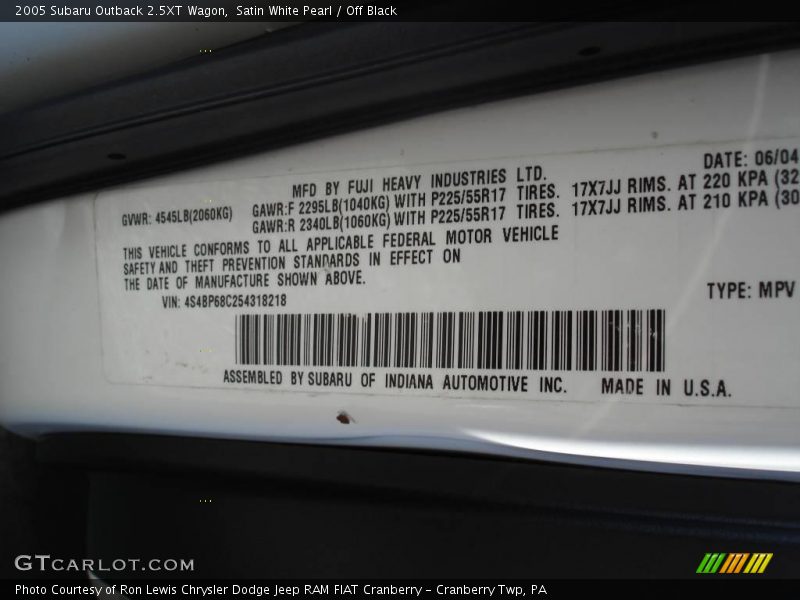 2005 Subaru Outback 2.5XT Wagon, Satin White Pearl / Off Black
MFD BY FUJI HEAVY INDUSTRIES LTD. DATE: 06/04
GVWR: 4545LB(2060KG) GAWR:F 2295LB(1040KG) WITH P225/55R17 TIRES. 17X7JJ RIMS. AT 220 KPA (32
GAWR:R 2340LB(1060KG) WITH P225/55R17 TIRES. 17X7JJ RIMS. AT 210 KPA (30
THIS VEHICLE CONFORMS TO ALL APPLICABLE FEDERAL MOTOR VEHICLE
SAFETY AND THEFT PREVENTION STANDARDS IN EFFECT ON
THE DATE OF MANUFACTURE SHOWN ABOVE.
VIN: 4S4BP68C254318218 TYPE: MPV
ASSEMBLED BY SUBARU OF INDIANA AUTOMOTIVE INC. MADE IN U.S.A.
GTCARLOT.COM
Photo Courtesy of Ron Lewis Chrysler Dodge Jeep RAM FIAT Cranberry - Cranberry Twp, PA